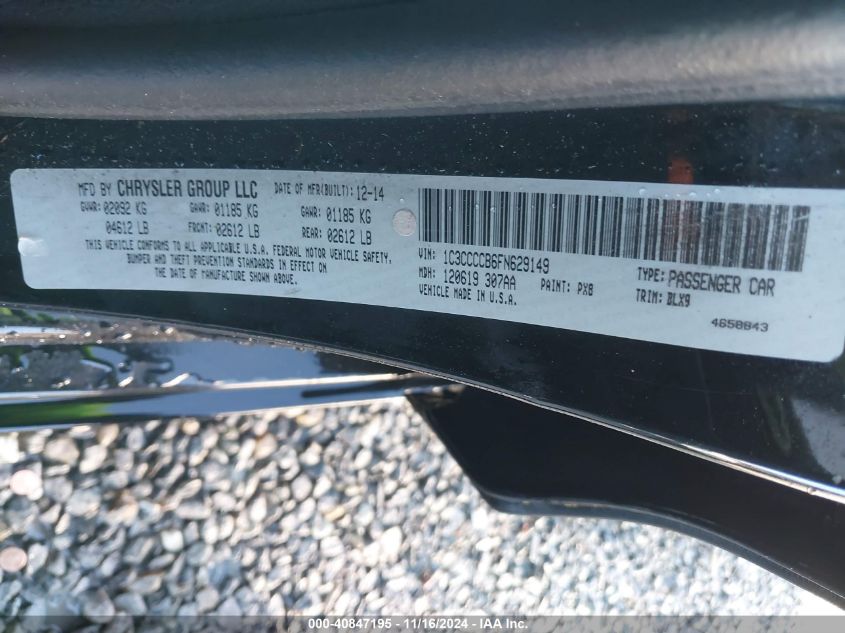 MFD BY CHRYSLER GROUP LLC DATE OF MFR(BUILT): 12-14
GVWR: 02092 KG GAWR: 01185 KG GAWR: 01185 KG
04612 LB FRONT: 02612 LB REAR: 02612 LB
THIS VEHICLE CONFORMS TO ALL APPLICABLE U.S.A. FEDERAL MOTOR VEHICLE SAFETY,
BUMPER AND THEFT PREVENTION STANDARDS IN EFFECT ON
THE DATE OF MANUFACTURE SHOWN ABOVE.
VIN: 1C3CCCCB6FN629149 TYPE: PASSENGER CAR
MDH: 120619 307AA PAINT: PX8 TRIM: BLX9
VEHICLE MADE IN U.S.A.
4658843
000-40847195 - 11/16/2024 - IAA Inc.